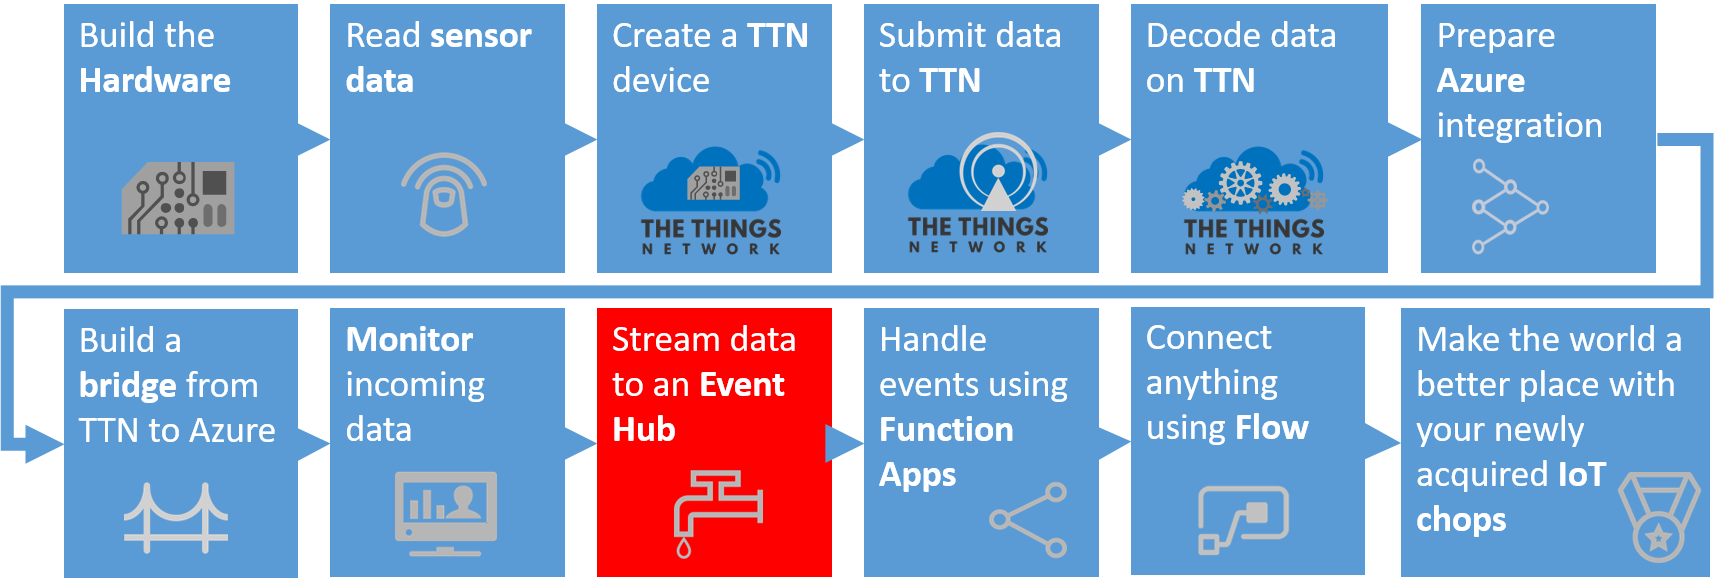 Build the
Hardware
Read sensor
data
Create a TTN
device
THE THINGS
NETWORK
Submit data
to TTN
THE THINGS
NETWORK
Decode data
on TTN
THE THINGS
NETWORK
Prepare
Azure
integration
Build a
bridge from
TTN to Azure
Monitor
incoming
data
Stream data
to an Event
Hub
Handle
events using
Function
Apps
Connect
anything
using Flow
Make the world a
better place with
your newly
acquired IoT
chops